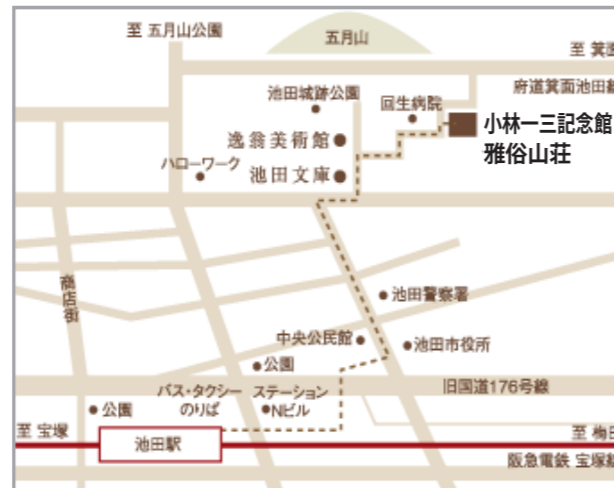 至 五月山公園
五月山
至 箕面
府道箕面池田線
池田城跡公園
回生病院
小林一三記念館
雅俗山荘
逸翁美術館
ハローワーク
池田文庫
商店街
池田警察署
中央公民館
池田市役所
公園
旧国道176号線
バス・タクシー
のりば
ステーション
Nビル
公園
至 宝塚
池田駅
至 梅田
阪急電鉄 宝塚線